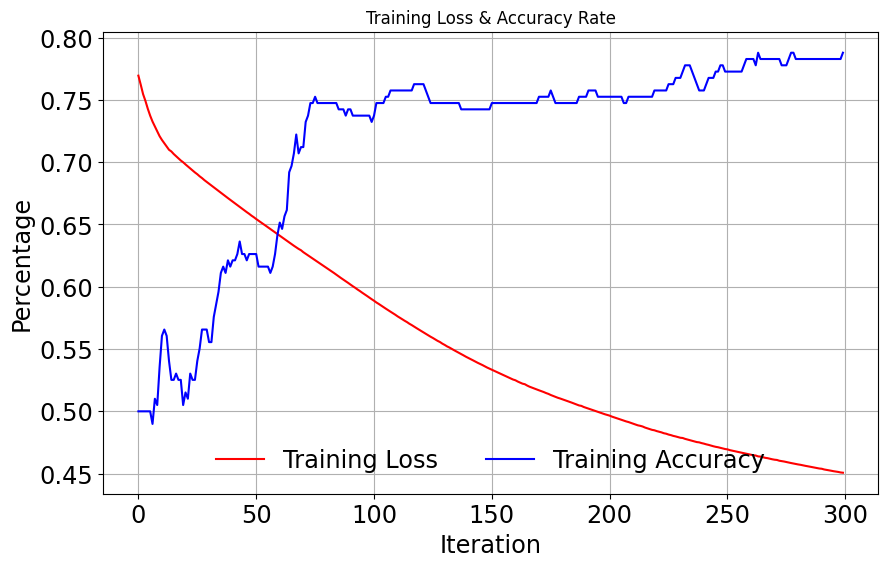 Training Loss & Accuracy Rate
0.80
0.75
0.70
0.65
0.60
0.55
0.50
0.45
Percentage
Training Loss
Training Accuracy
0 50 100 150 200 250 300
Iteration